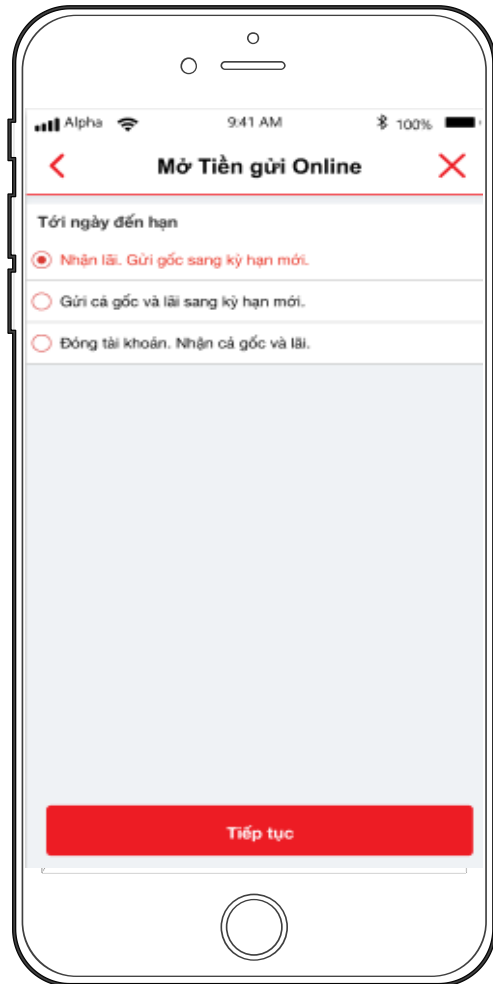 Alpha 9:41 AM 100%
Mở Tiền gửi Online
Tới ngày đến hạn
Nhận lãi. Gửi gốc sang kỳ hạn mới.
Gửi cả gốc và lãi sang kỳ hạn mới.
Đóng tài khoản. Nhận cả gốc và lãi.
Tiếp tục